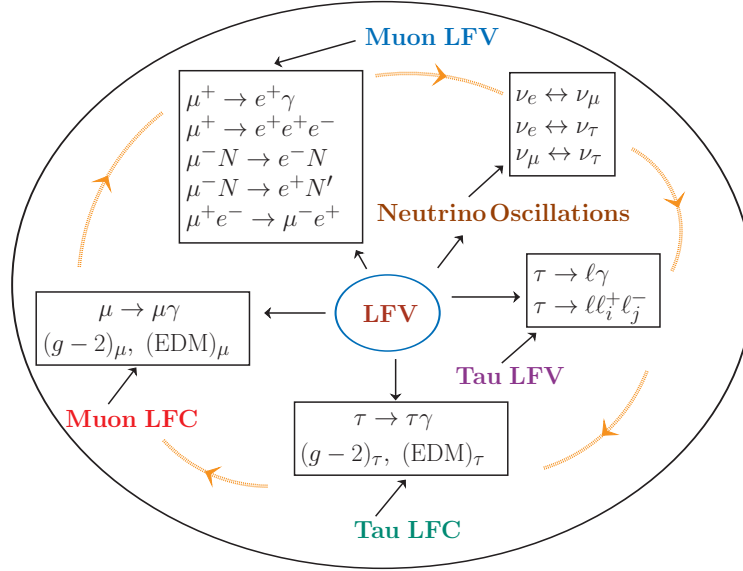 Muon LFV
μ⁺ → e⁺γ
μ⁺ → e⁺e⁺e⁻
μ⁻N → e⁻N
μ⁻N → e⁺N′
μ⁺e⁻ → μ⁻e⁺
ν_e ↔ ν_μ
ν_e ↔ ν_τ
ν_μ ↔ ν_τ
Neutrino Oscillations
LFV
τ → ℓγ
τ → ℓℓ_i⁺ℓ_j⁻
Tau LFV
μ → μγ
(g − 2)_μ, (EDM)_μ
Muon LFC
τ → τγ
(g − 2)_τ, (EDM)_τ
Tau LFC